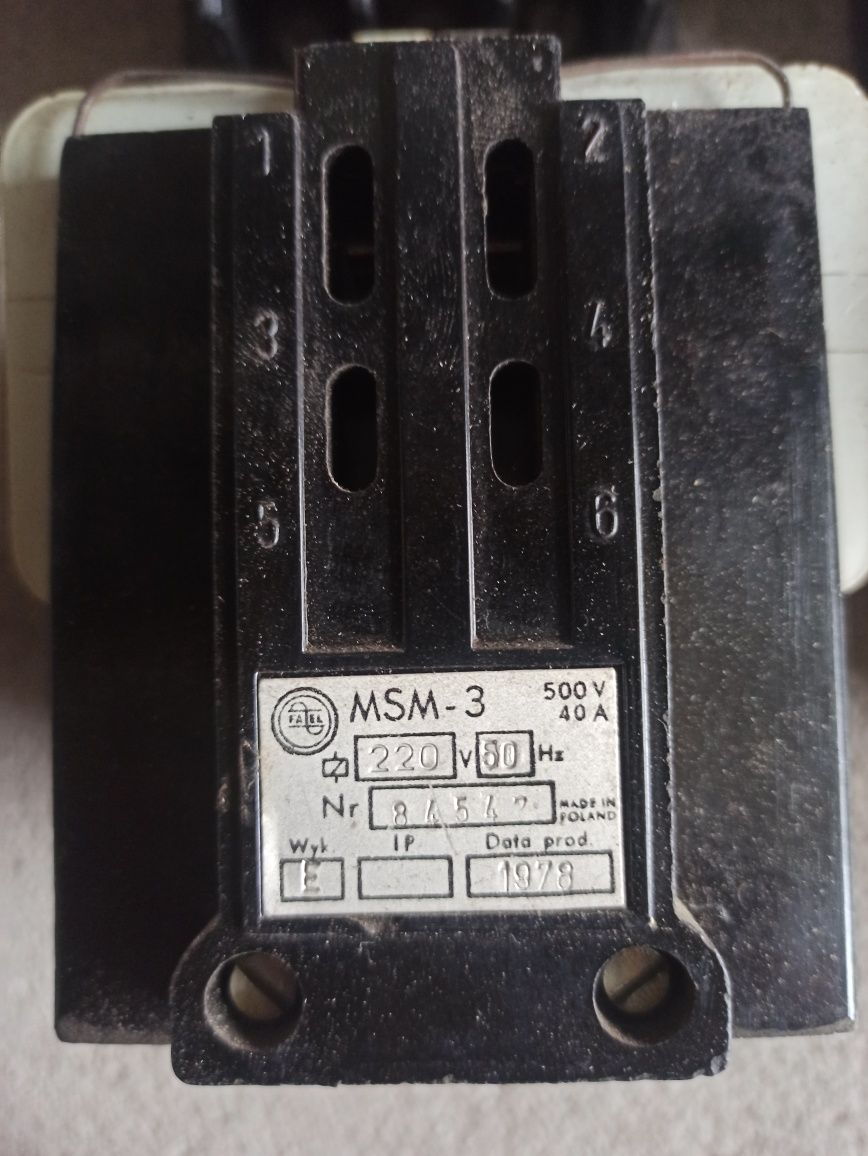 1 2
3 4
5 6
FAEL MSM-3 500 V
40 A
220 V 50 Hz
Nr MADE IN
POLAND
Wyk. IP Data prod.
E 1978